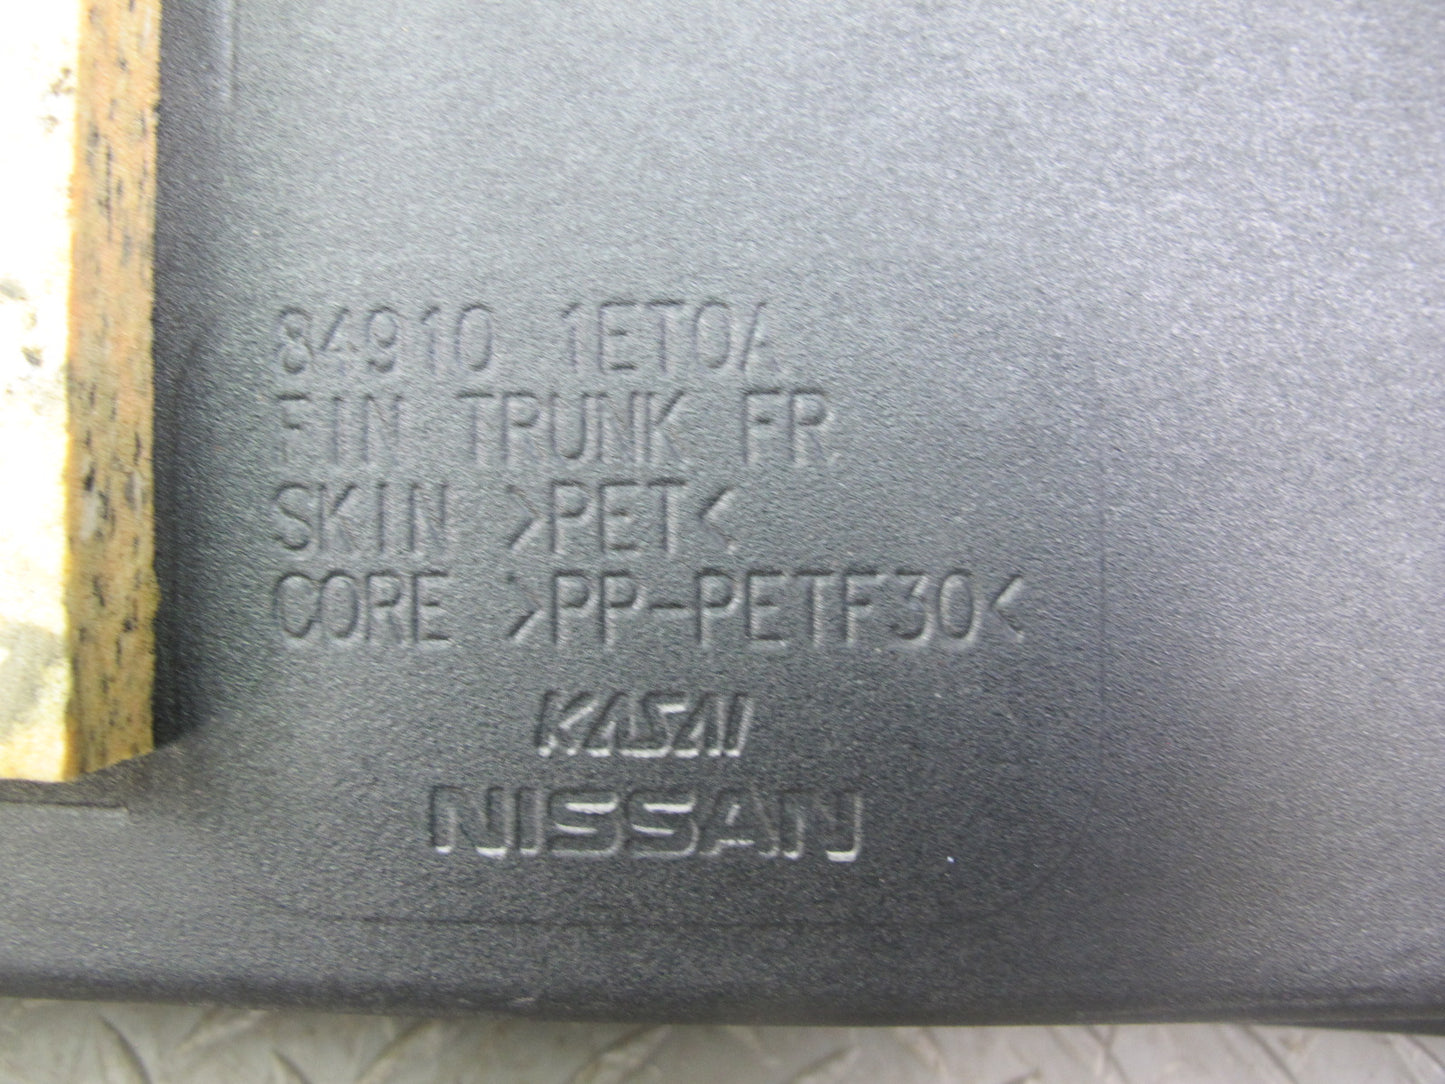 84910 1ET0A
FIN TRUNK FR.
SKIN >PET<
CORE >PP-PETF30<
KASAI
NISSAN